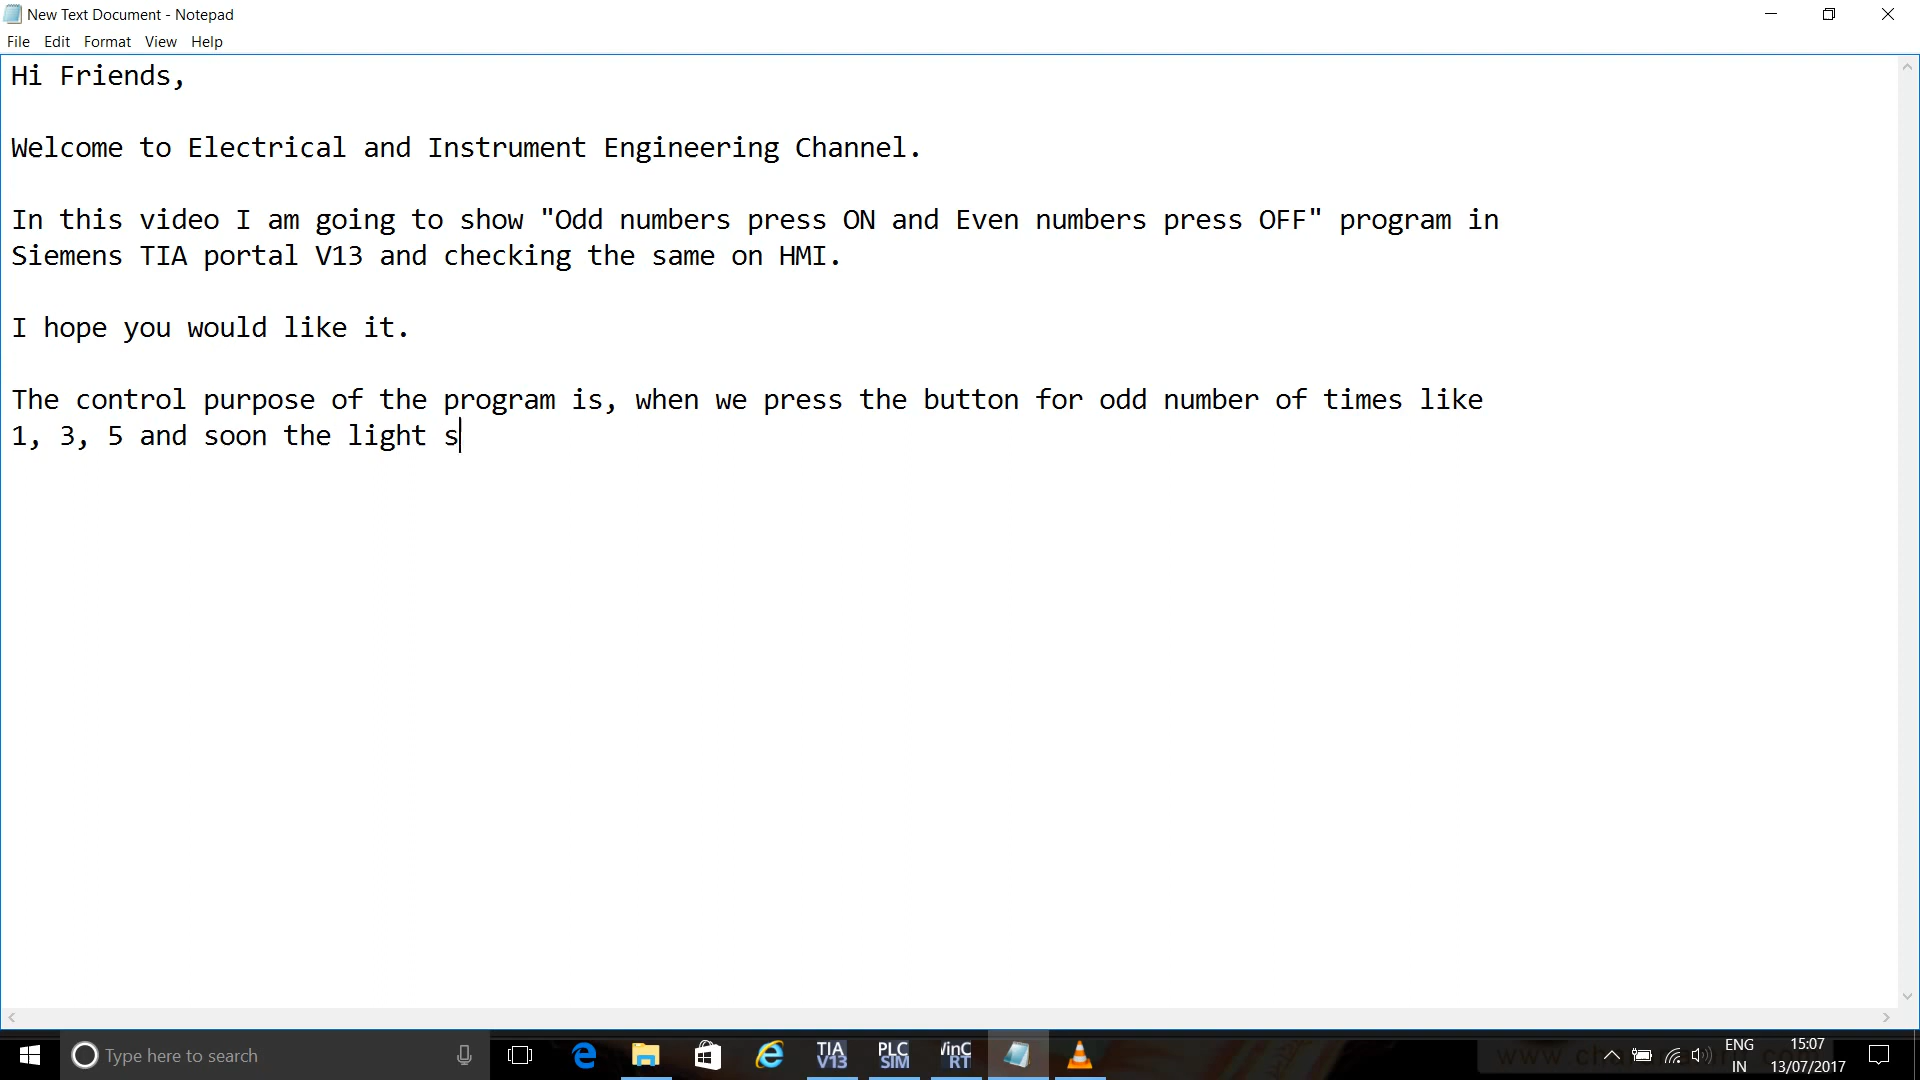 New Text Document - Notepad
File Edit Format View Help
Hi Friends,
Welcome to Electrical and Instrument Engineering Channel.
In this video I am going to show "Odd numbers press ON and Even numbers press OFF" program in
Siemens TIA portal V13 and checking the same on HMI.
I hope you would like it.
The control purpose of the program is, when we press the button for odd number of times like
1, 3, 5 and soon the light s
Type here to search
TIA
V13
PLC
SIM
RT
ENG
IN
15:07
13/07/2017